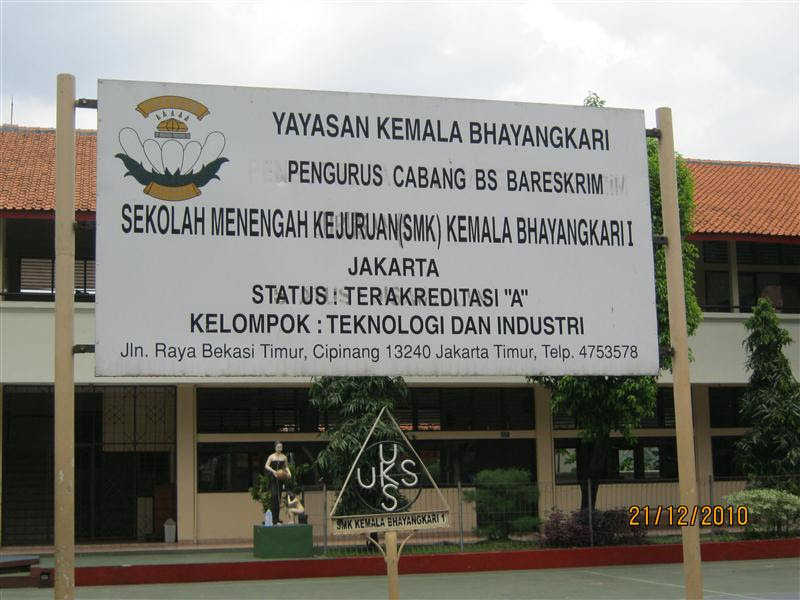 YAYASAN KEMALA BHAYANGKARI
PENGURUS CABANG BS BARESKRIM
SEKOLAH MENENGAH KEJURUAN(SMK) KEMALA BHAYANGKARI I
JAKARTA
STATUS : TERAKREDITASI "A"
KELOMPOK : TEKNOLOGI DAN INDUSTRI
Jln. Raya Bekasi Timur, Cipinang 13240 Jakarta Timur, Telp. 4753578
UKS
UKS
SMK KEMALA BHAYANGKARI 1
21/12/2010